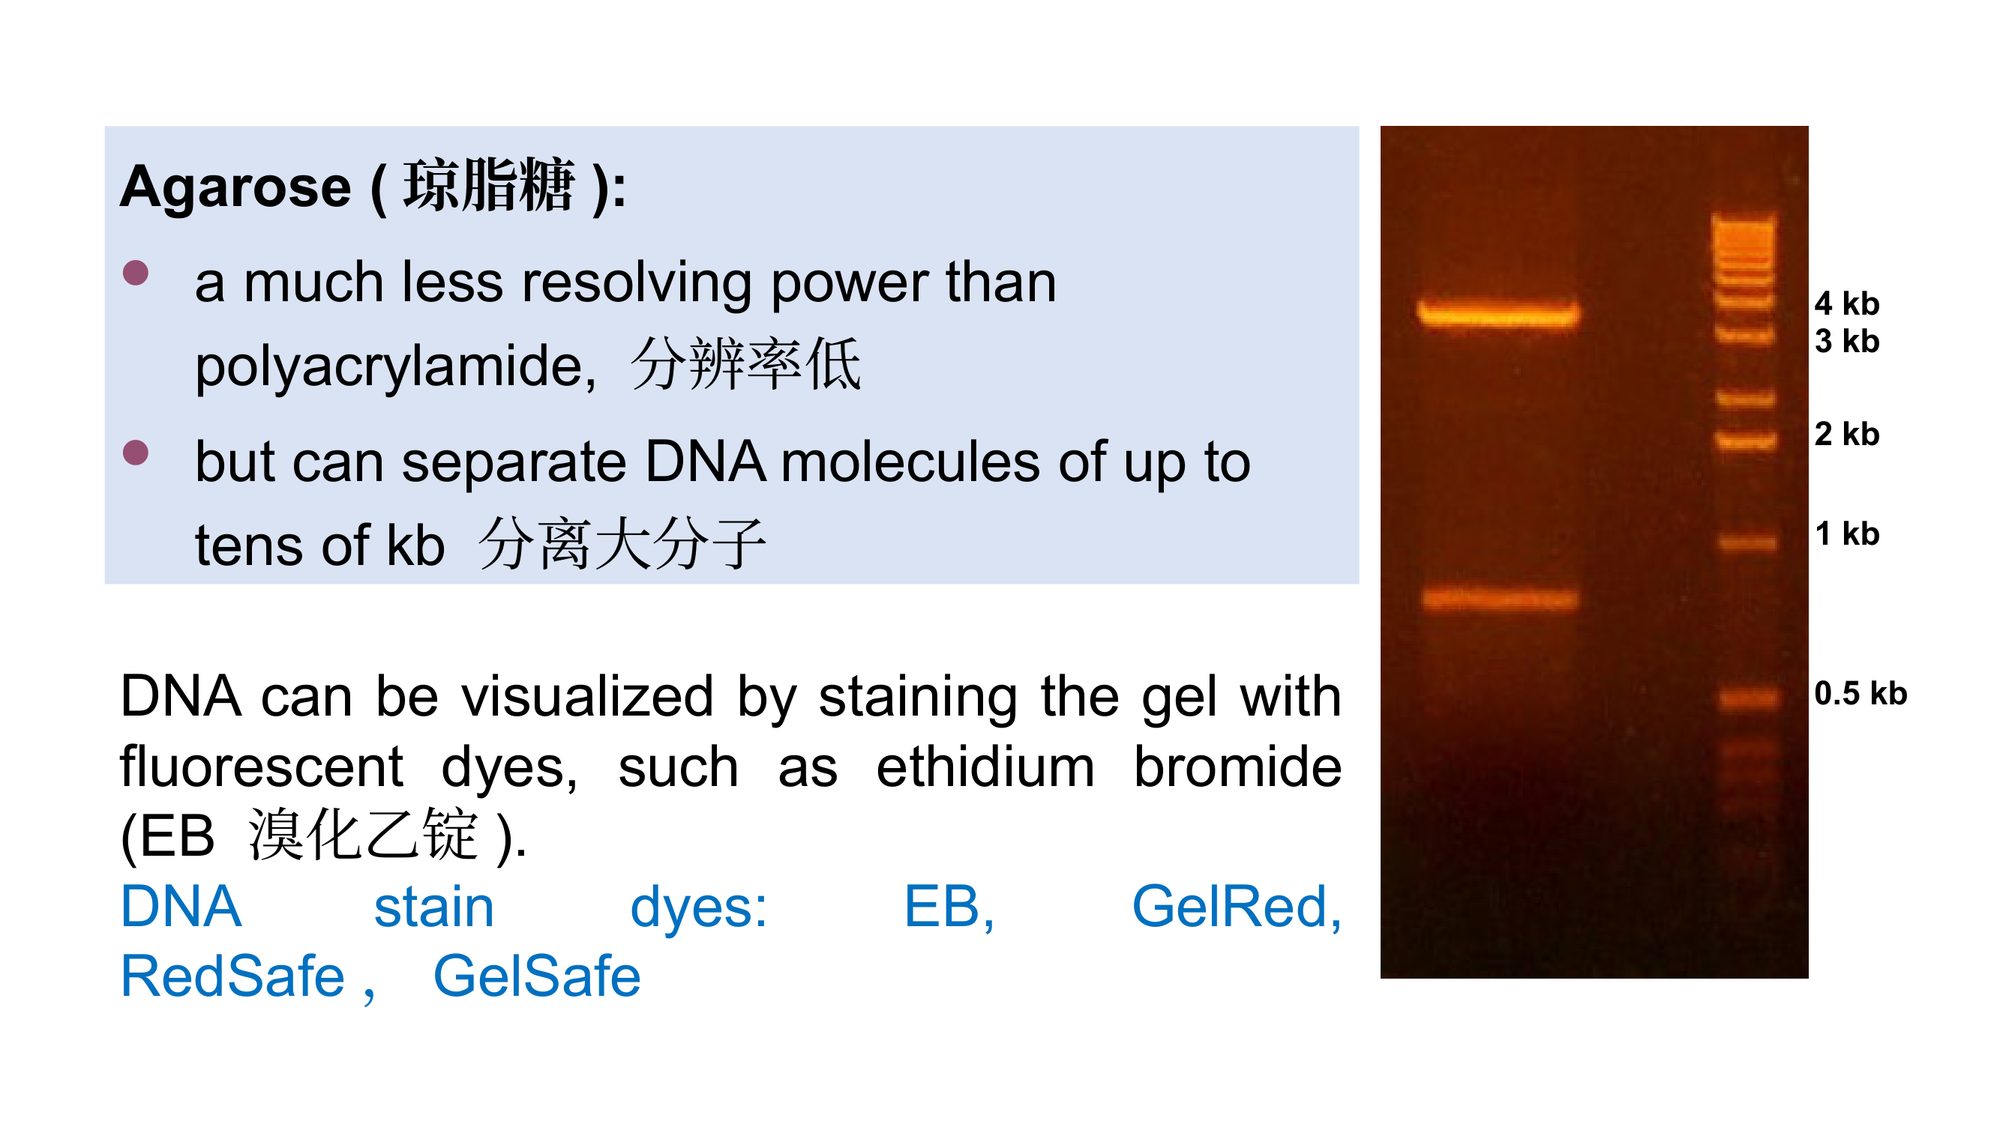 Agarose ( 琼脂糖 ):
a much less resolving power than
polyacrylamide, 分辨率低
but can separate DNA molecules of up to
tens of kb 分离大分子
DNA can be visualized by staining the gel with
fluorescent dyes, such as ethidium bromide
(EB 溴化乙锭 ).
DNA stain dyes: EB, GelRed,
RedSafe , GelSafe
4 kb
3 kb
2 kb
1 kb
0.5 kb